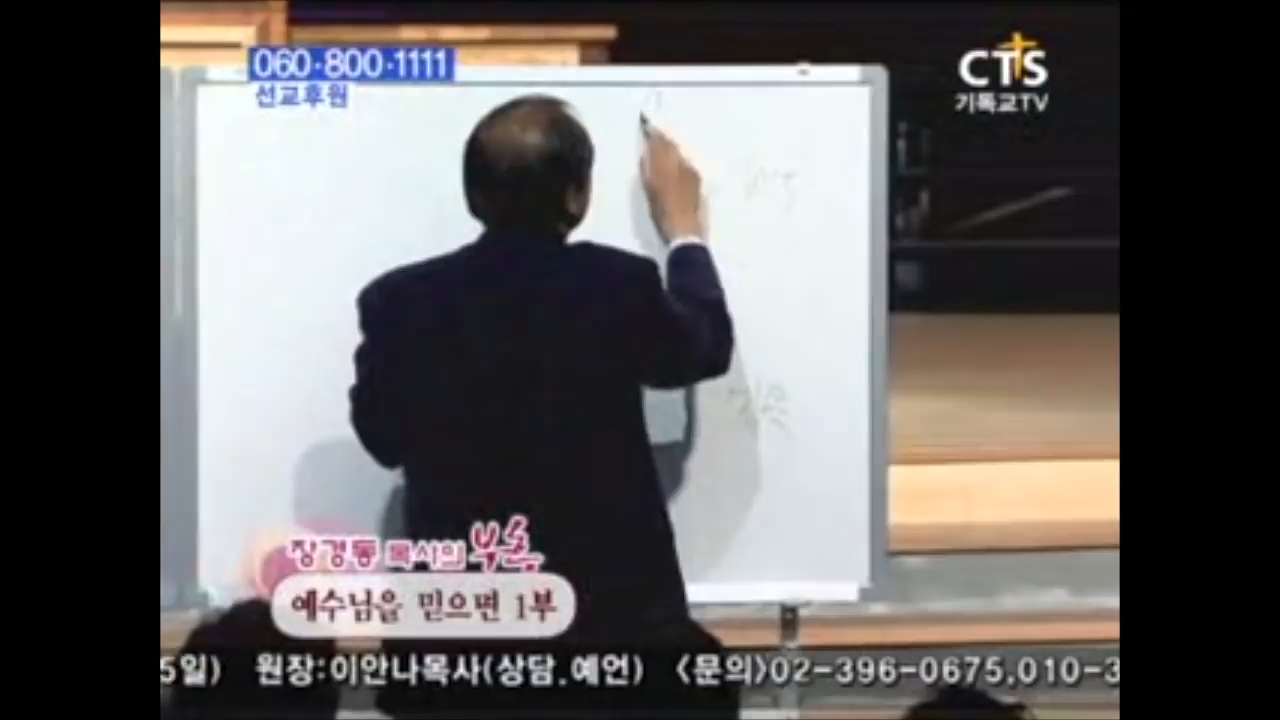 060·800·1111
선교후원
CTS
기독교TV
장경동 목사의 부흥
예수님을 믿으면 1부
5일) 원장:이안나목사(상담.예언) <문의>02-396-0675,010-3